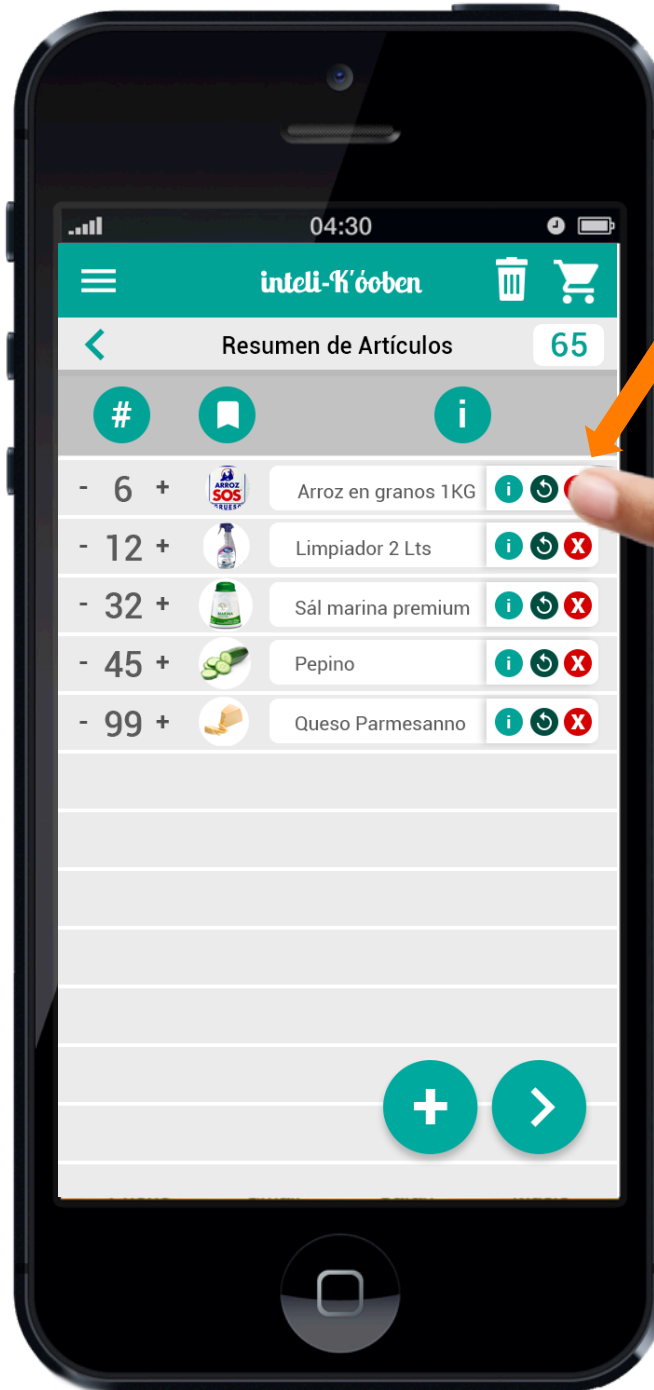 04:30
inteli-K'óoben
Resumen de Artículos 65
# i
- 6 + ARROZ SOS Arroz en granos 1KG i
- 12 + Limpiador 2 Lts i X
- 32 + Sál marina premium i X
- 45 + Pepino i X
- 99 + Queso Parmesanno i X
+ >